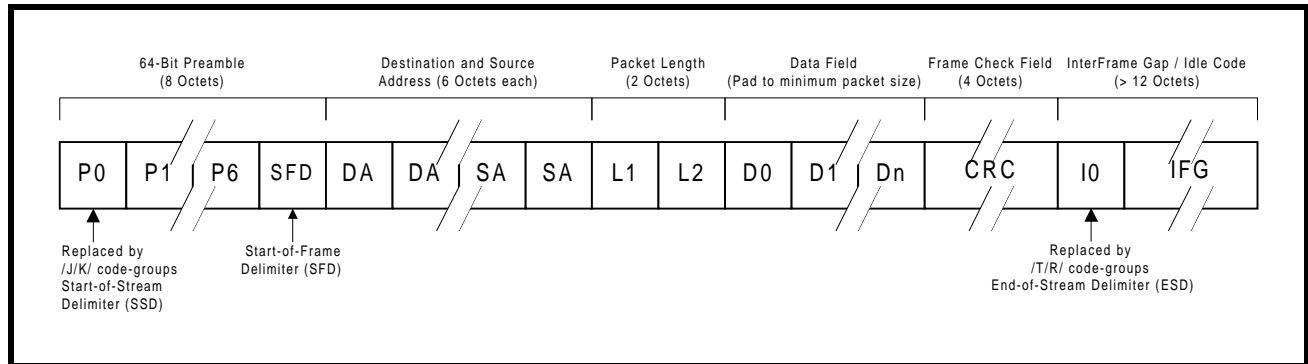 64-Bit Preamble
(8 Octets)
Destination and Source
Address (6 Octets each)
Packet Length
(2 Octets)
Data Field
(Pad to minimum packet size)
Frame Check Field
(4 Octets)
InterFrame Gap / Idle Code
(> 12 Octets)
P0 P1 P6 SFD DA DA SA SA L1 L2 D0 D1 Dn CRC I0 IFG
Replaced by
/J/K/ code-groups
Start-of-Stream
Delimiter (SSD)
Start-of-Frame
Delimiter (SFD)
Replaced by
/T/R/ code-groups
End-of-Stream Delimiter (ESD)